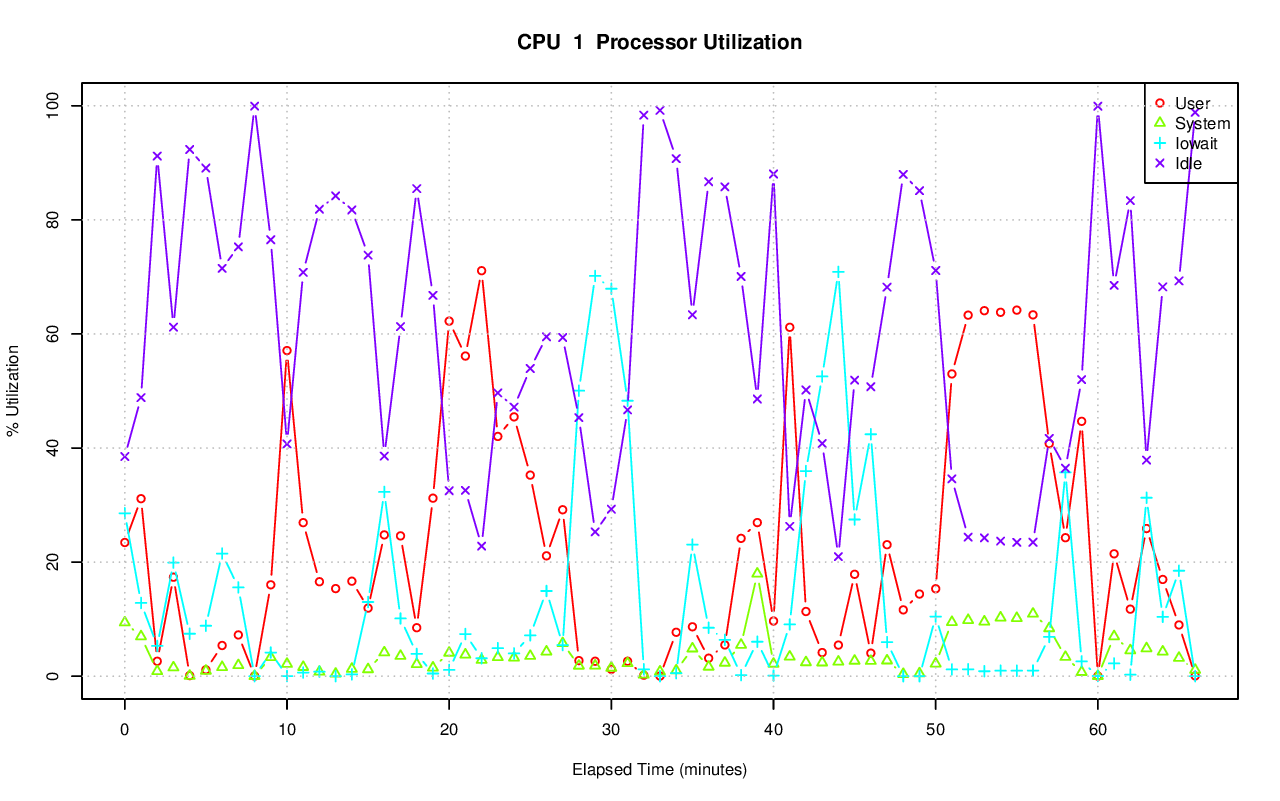 CPU  1  Processor Utilization
% Utilization
100
80
60
40
20
0
User
System
Iowait
Idle
0 10 20 30 40 50 60
Elapsed Time (minutes)